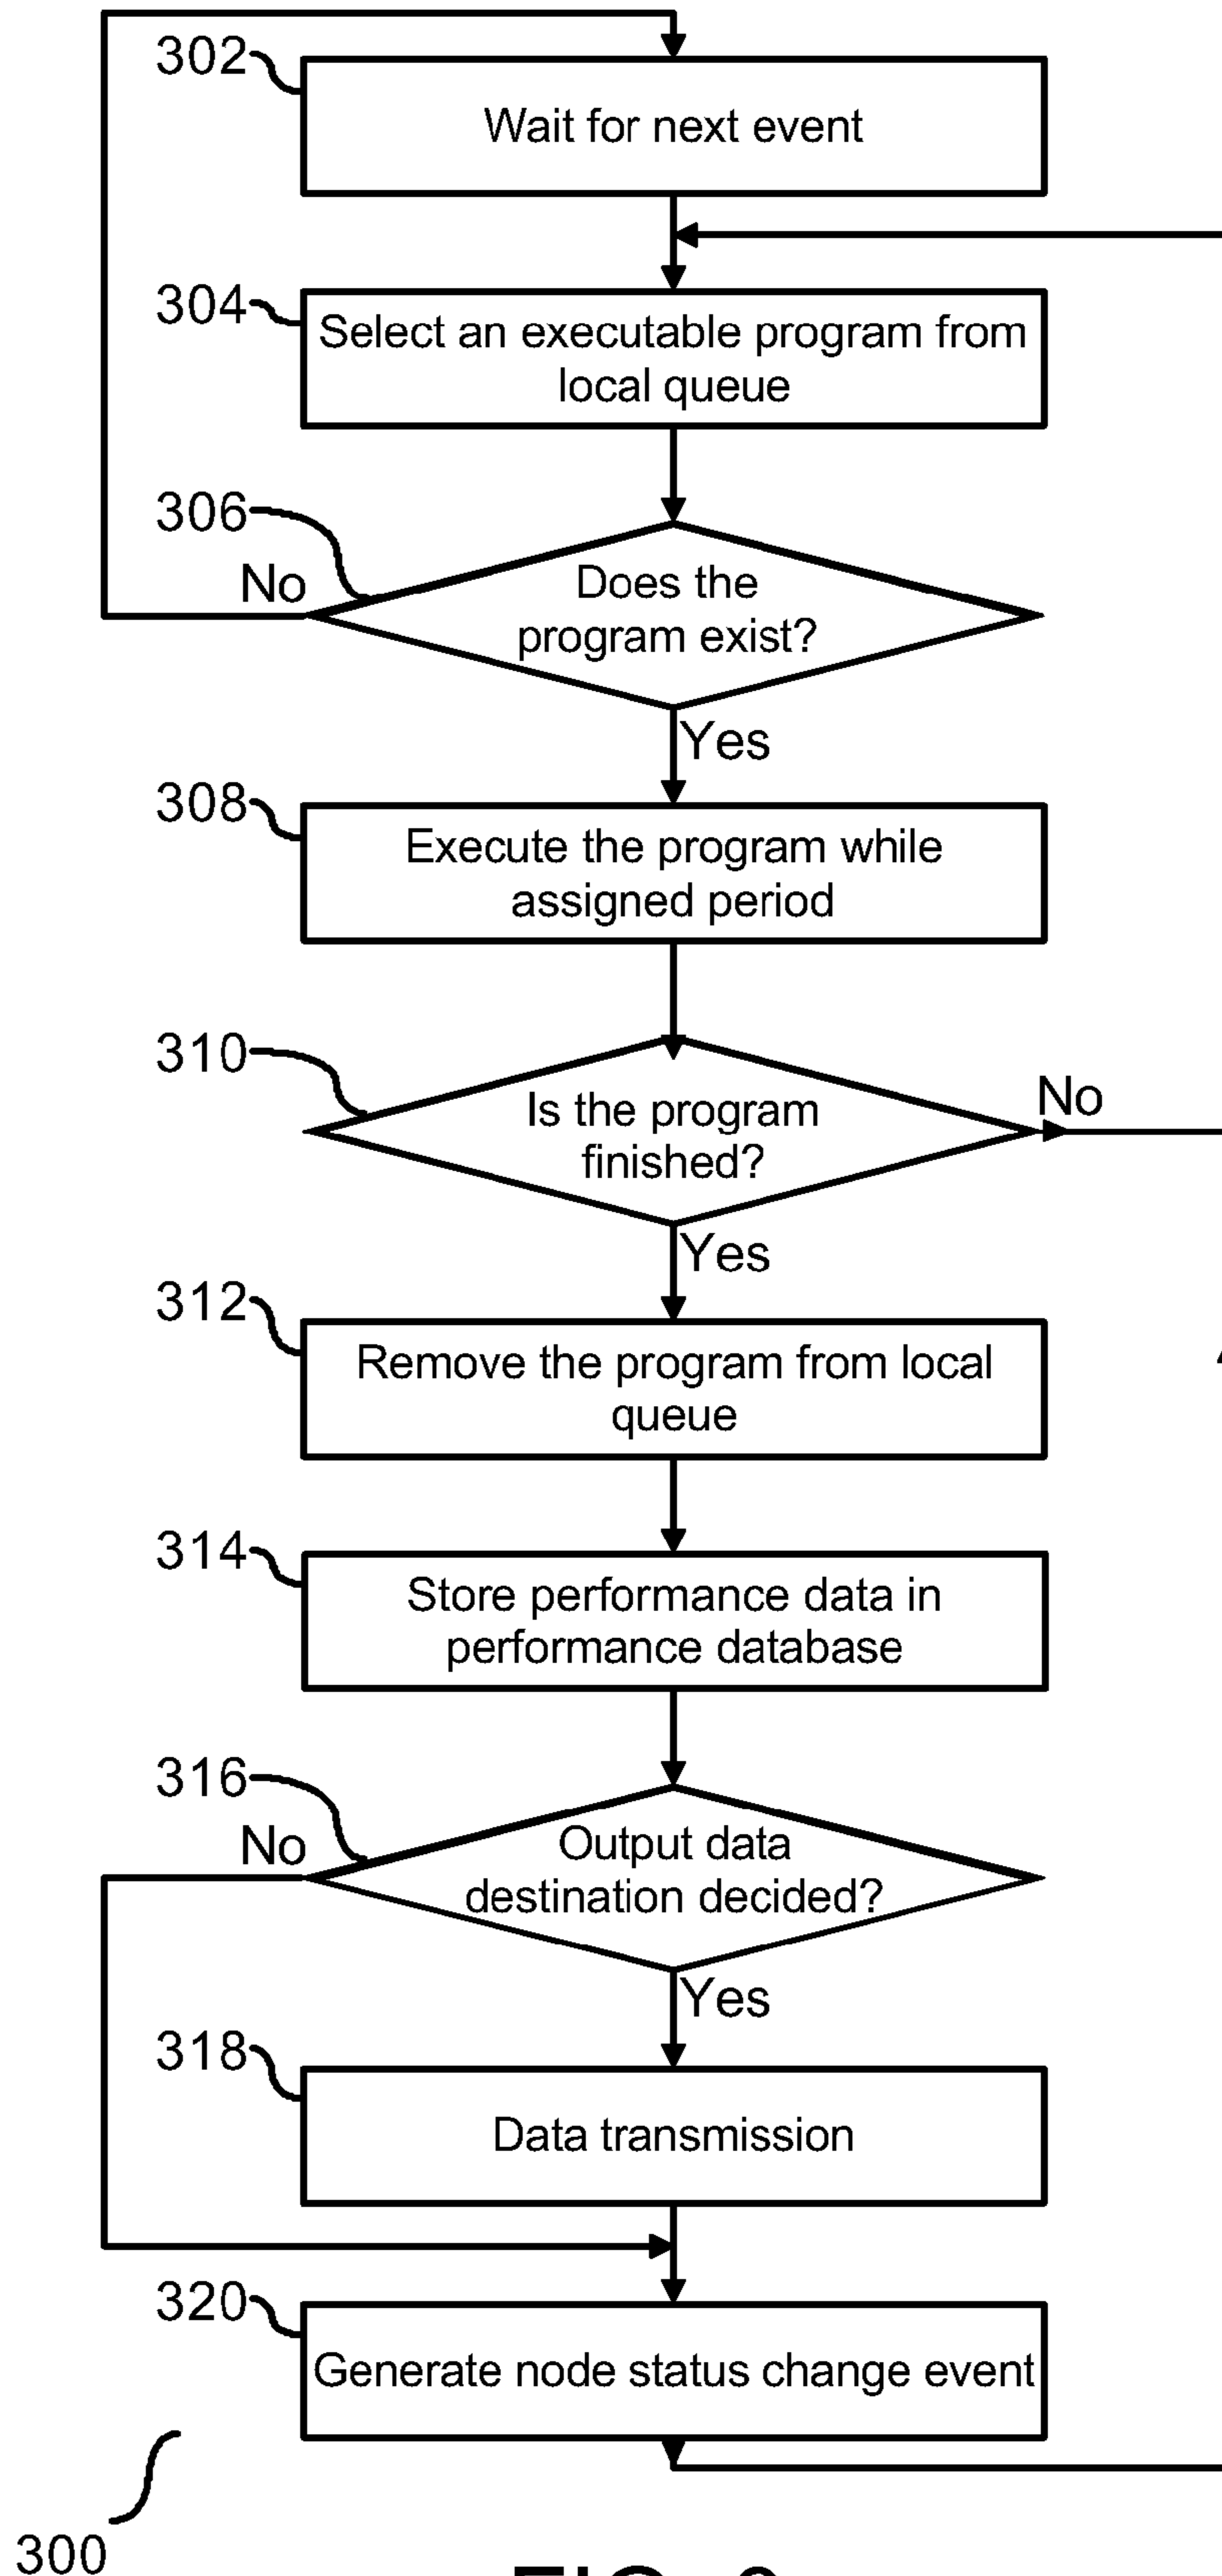 302
Wait for next event
304
Select an executable program from
local queue
306
No
Does the
program exist?
Yes
308
Execute the program while
assigned period
310
No
Is the program
finished?
Yes
312
Remove the program from local
queue
314
Store performance data in
performance database
316
No
Output data
destination decided?
Yes
318
Data transmission
320
Generate node status change event
300